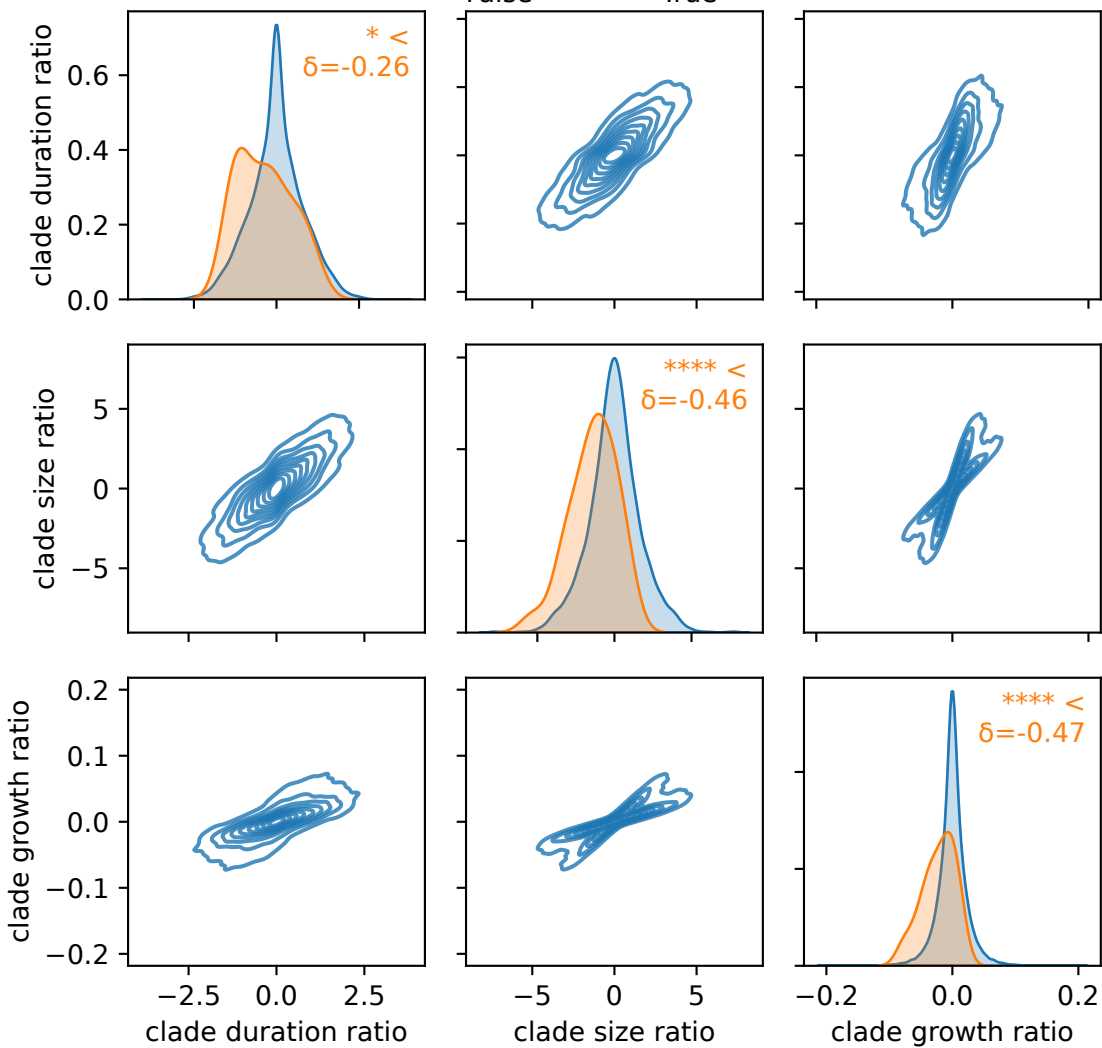 clade duration ratio
0.6
0.4
0.2
0.0
* <
δ=-0.26
clade size ratio
5
0
−5
**** <
δ=-0.46
clade growth ratio
0.2
0.1
0.0
−0.1
−0.2
**** <
δ=-0.47
−2.5 0.0 2.5
−5 0 5
−0.2 0.0 0.2
clade duration ratio
clade size ratio
clade growth ratio